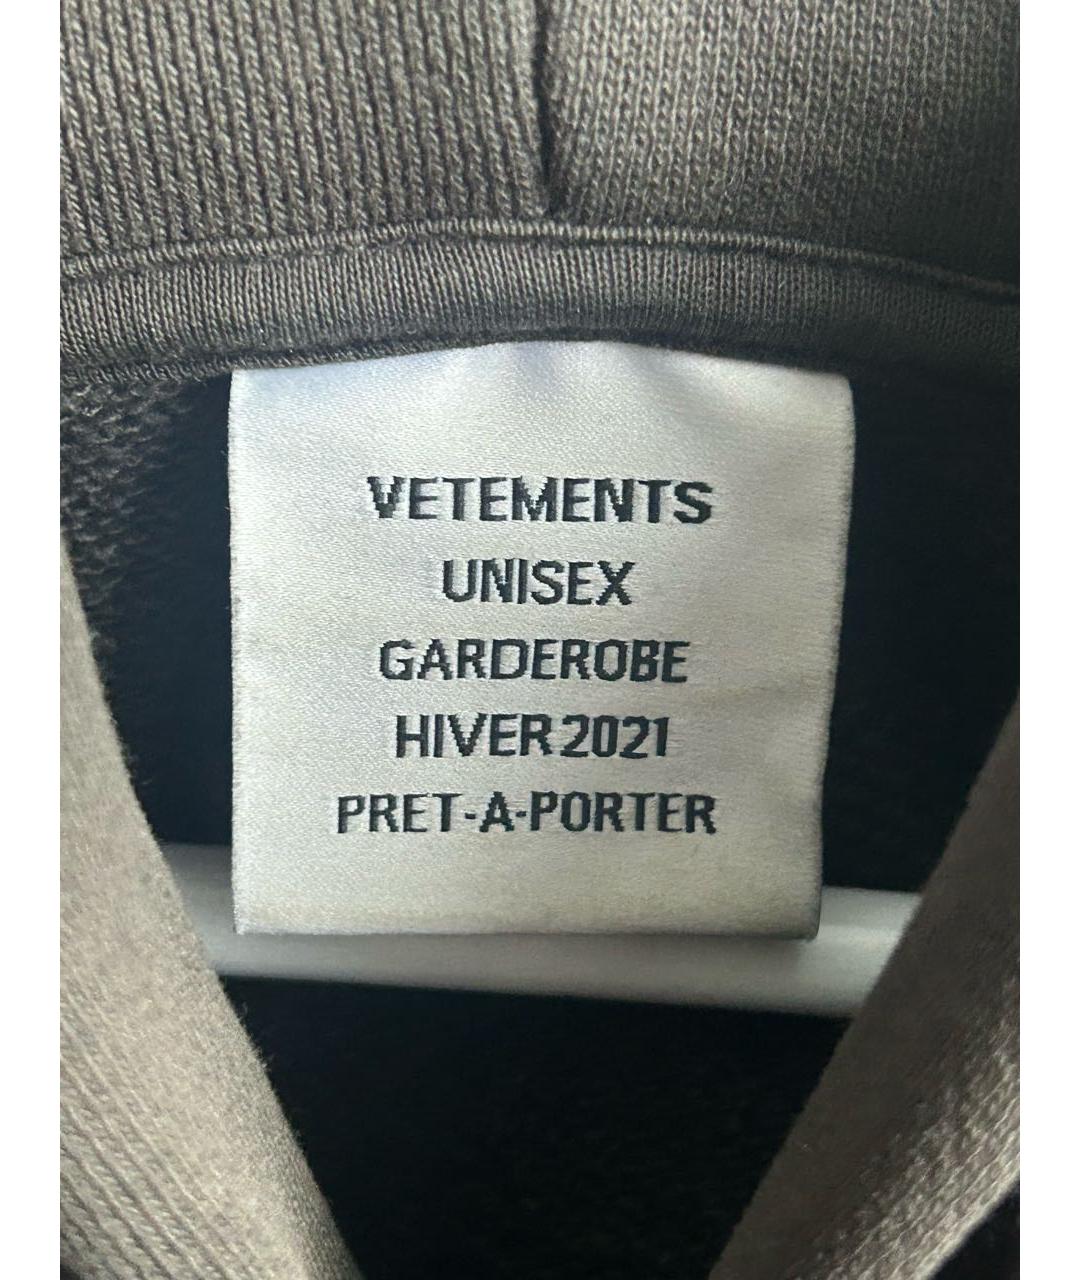 VETEMENTS
UNISEX
GARDEROBE
HIVER 2021
PRET-A-PORTER